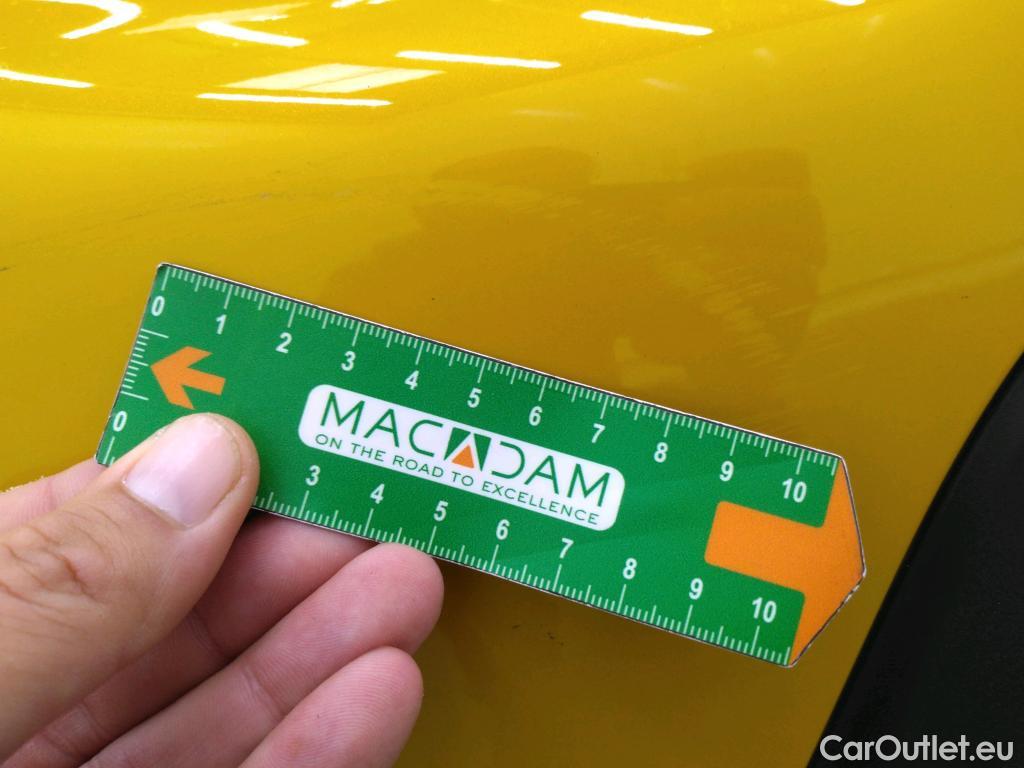 0 1 2 3 4 5 6 7 8 9 10
MACADAM
ON THE ROAD TO EXCELLENCE
0 3 4 5 6 7 8 9 10
CarOutlet.eu